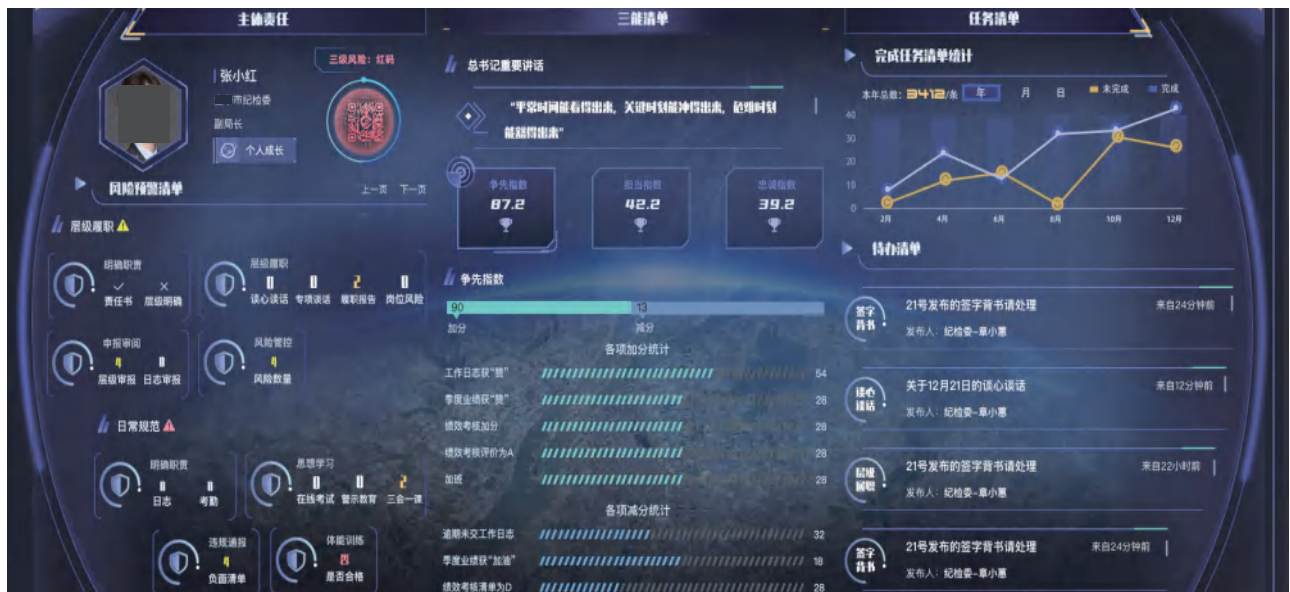 主体责任
三级风险：红码
张小红
市纪检委
副局长
个人成长
风险预警清单
上一页 下一页
层级履职
明确职责
责任书 层级明确
层级履职
0 0 2 0
谈心谈话 专项谈话 履职报告 岗位风险
申报审阅
4 0
层级审报 日志审报
风险管控
4
风险数量
日常规范
明确职责
0 0
日志 考勤
思想学习
0 0 2
在线考试 警示教育 三会一课
违规通报
4
负面清单
体能训练
否
是否合格
三能清单
总书记重要讲话
“平常时间能看得出来，关键时刻能冲得出来，危难时刻
能豁得出来”
争先指数
87.2
担当指数
42.2
忠诚指数
39.2
争先指数
90 13
加分 减分
各项加分统计
工作日志获“赞” 54
季度业绩获“赞” 28
绩效考核加分 28
绩效考核评价为A 28
加班 28
各项减分统计
逾期未交工作日志 32
季度业绩获“加油” 18
绩效考核清单为D 28
任务清单
完成任务清单统计
本年总数：3412/条 年 月 日 未完成 完成
40
30
20
10
0
2月 4月 6月 8月 10月 12月
待办清单
签字
背书
21号发布的签字背书请处理 来自24分钟前
发布人：纪检委-章小惠
谈心
谈话
关于12月21日的谈心谈话 来自12分钟前
发布人：纪检委-章小惠
层级
21号发布的签字背书请处理 来自22小时前
发布人：纪检委-章小惠
签字
背书
21号发布的签字背书请处理 来自24分钟前
发布人：纪检委-章小惠